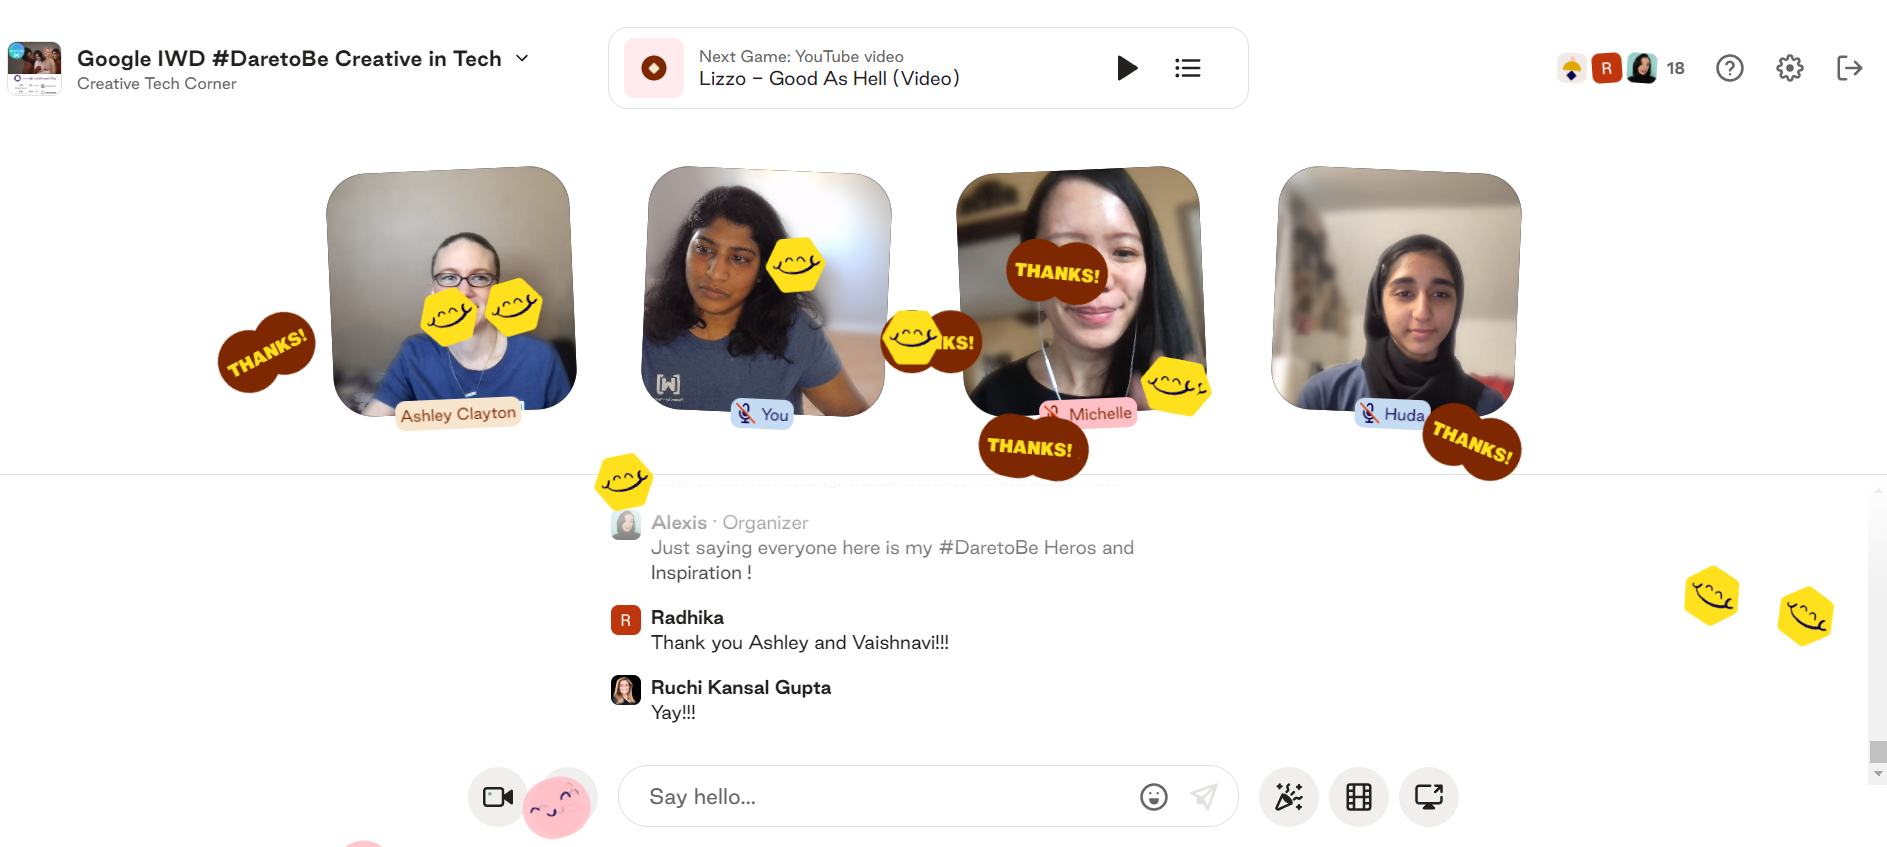 Google IWD #DaretoBe Creative in Tech
Creative Tech Corner
Next Game: YouTube video
Lizzo – Good As Hell (Video)
R
18
THANKS!
THANKS!
KS!
Ashley Clayton
You
Michelle
Huda
THANKS!
THANKS!
Alexis · Organizer
Just saying everyone here is my #DaretoBe Heros and
Inspiration !
R
Radhika
Thank you Ashley and Vaishnavi!!!
Ruchi Kansal Gupta
Yay!!!
Say hello...